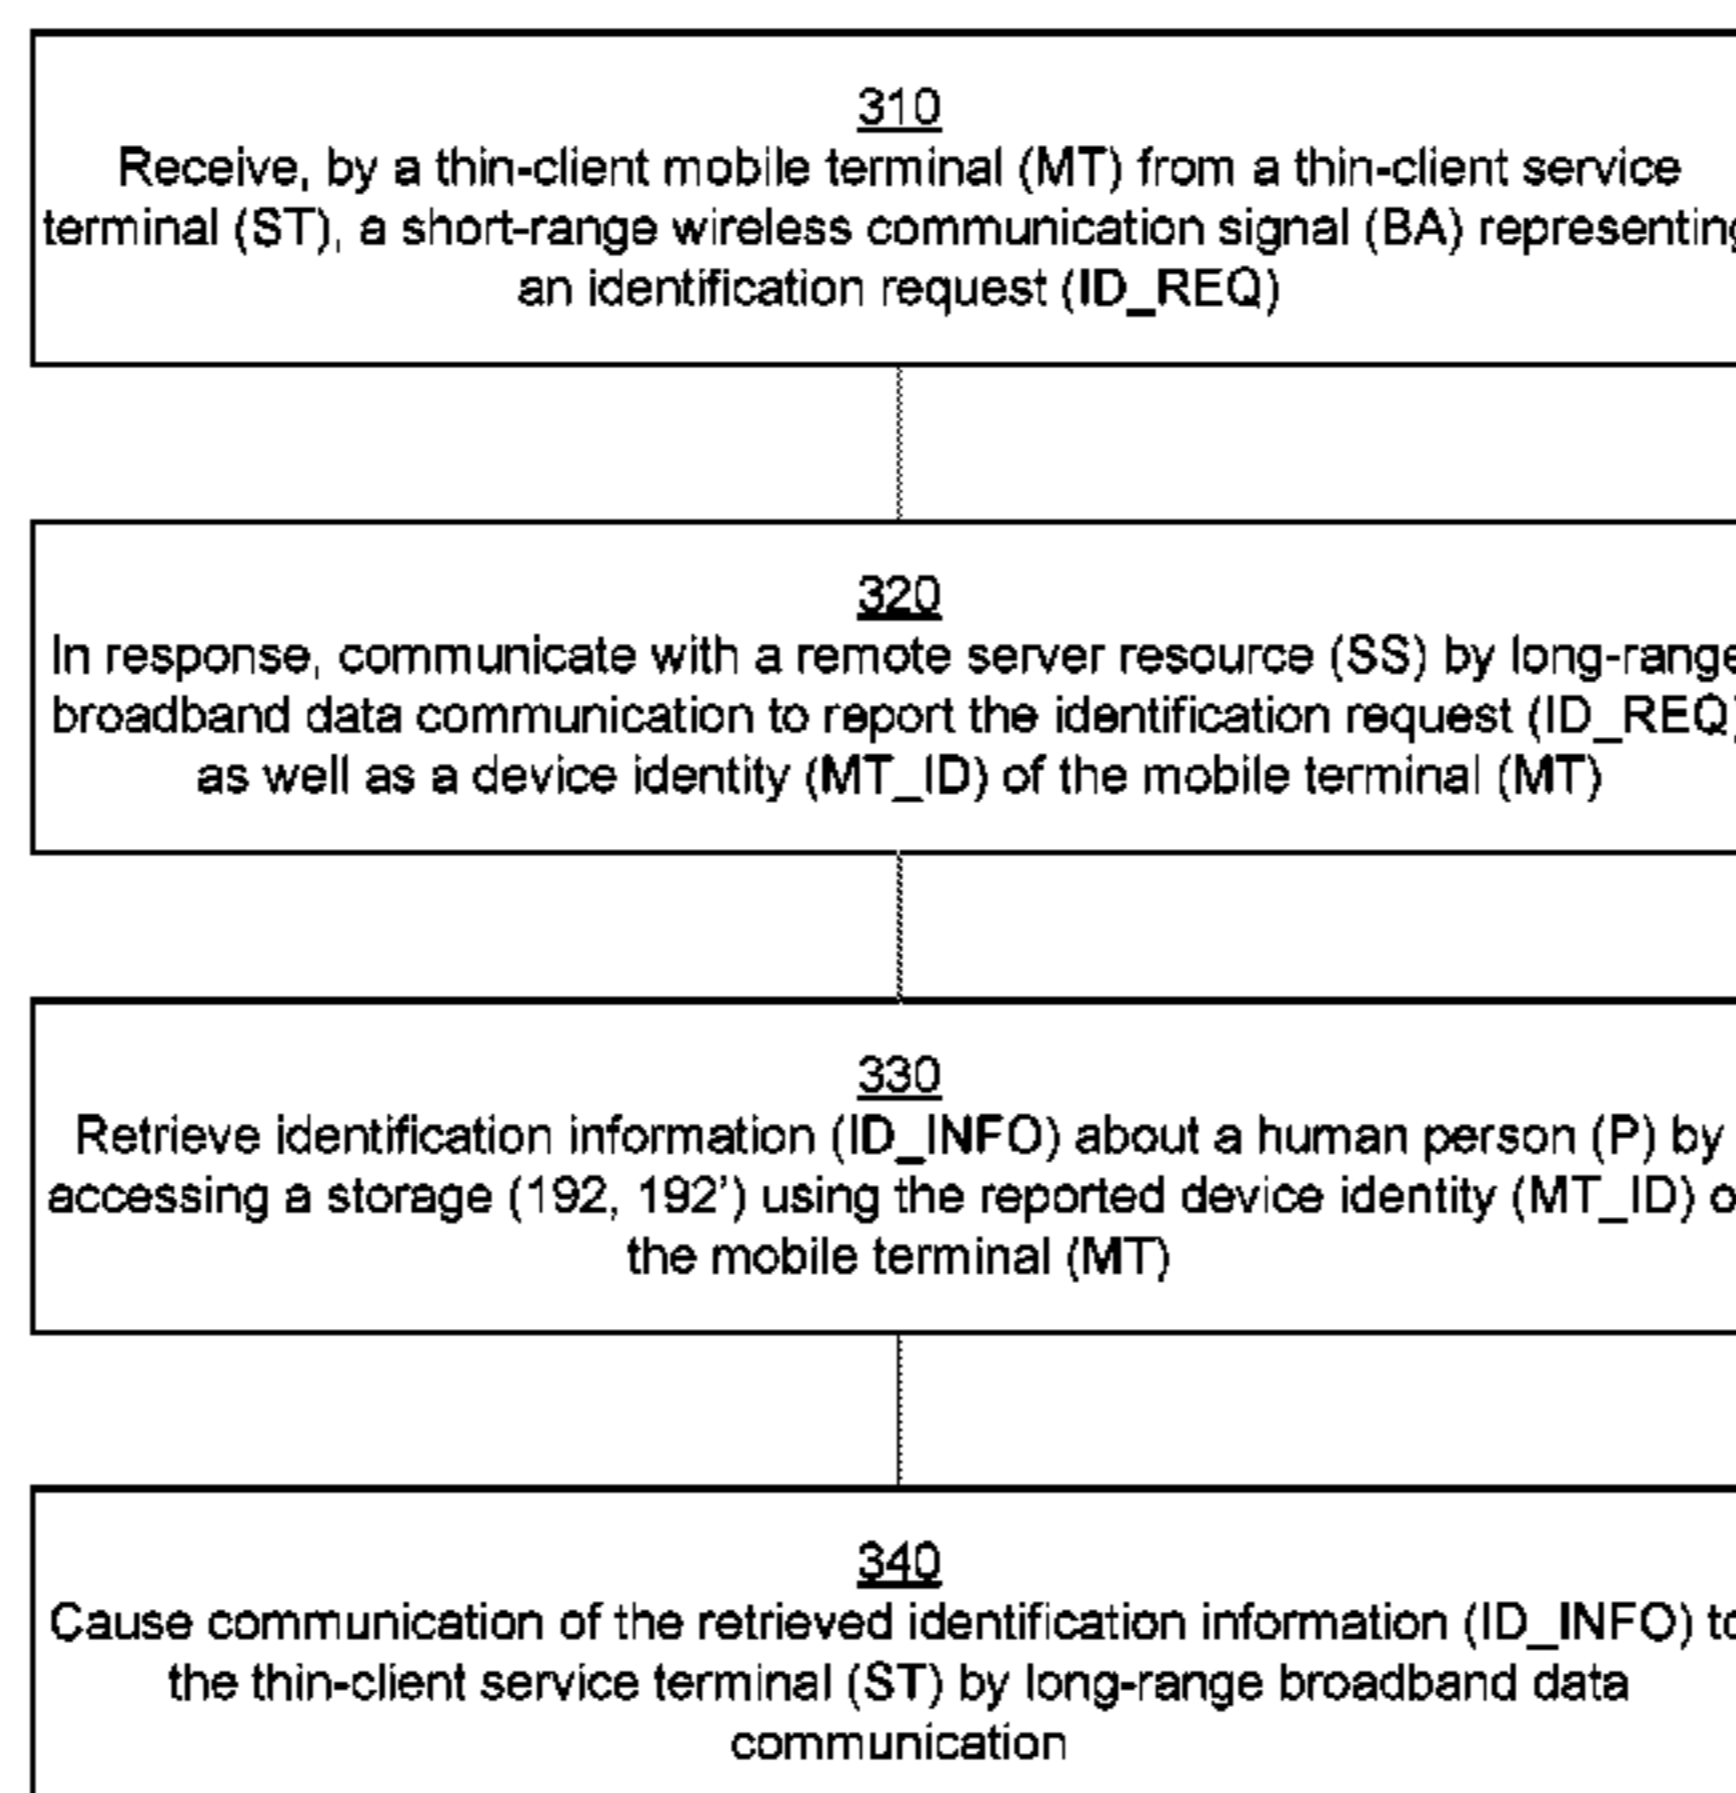 310
Receive, by a thin-client mobile terminal (MT) from a thin-client service
terminal (ST), a short-range wireless communication signal (BA) representing
an identification request (ID_REQ)
320
In response, communicate with a remote server resource (SS) by long-range
broadband data communication to report the identification request (ID_REQ)
as well as a device identity (MT_ID) of the mobile terminal (MT)
330
Retrieve identification information (ID_INFO) about a human person (P) by
accessing a storage (192, 192’) using the reported device identity (MT_ID) o
the mobile terminal (MT)
340
Cause communication of the retrieved identification information (ID_INFO) to
the thin-client service terminal (ST) by long-range broadband data
communication